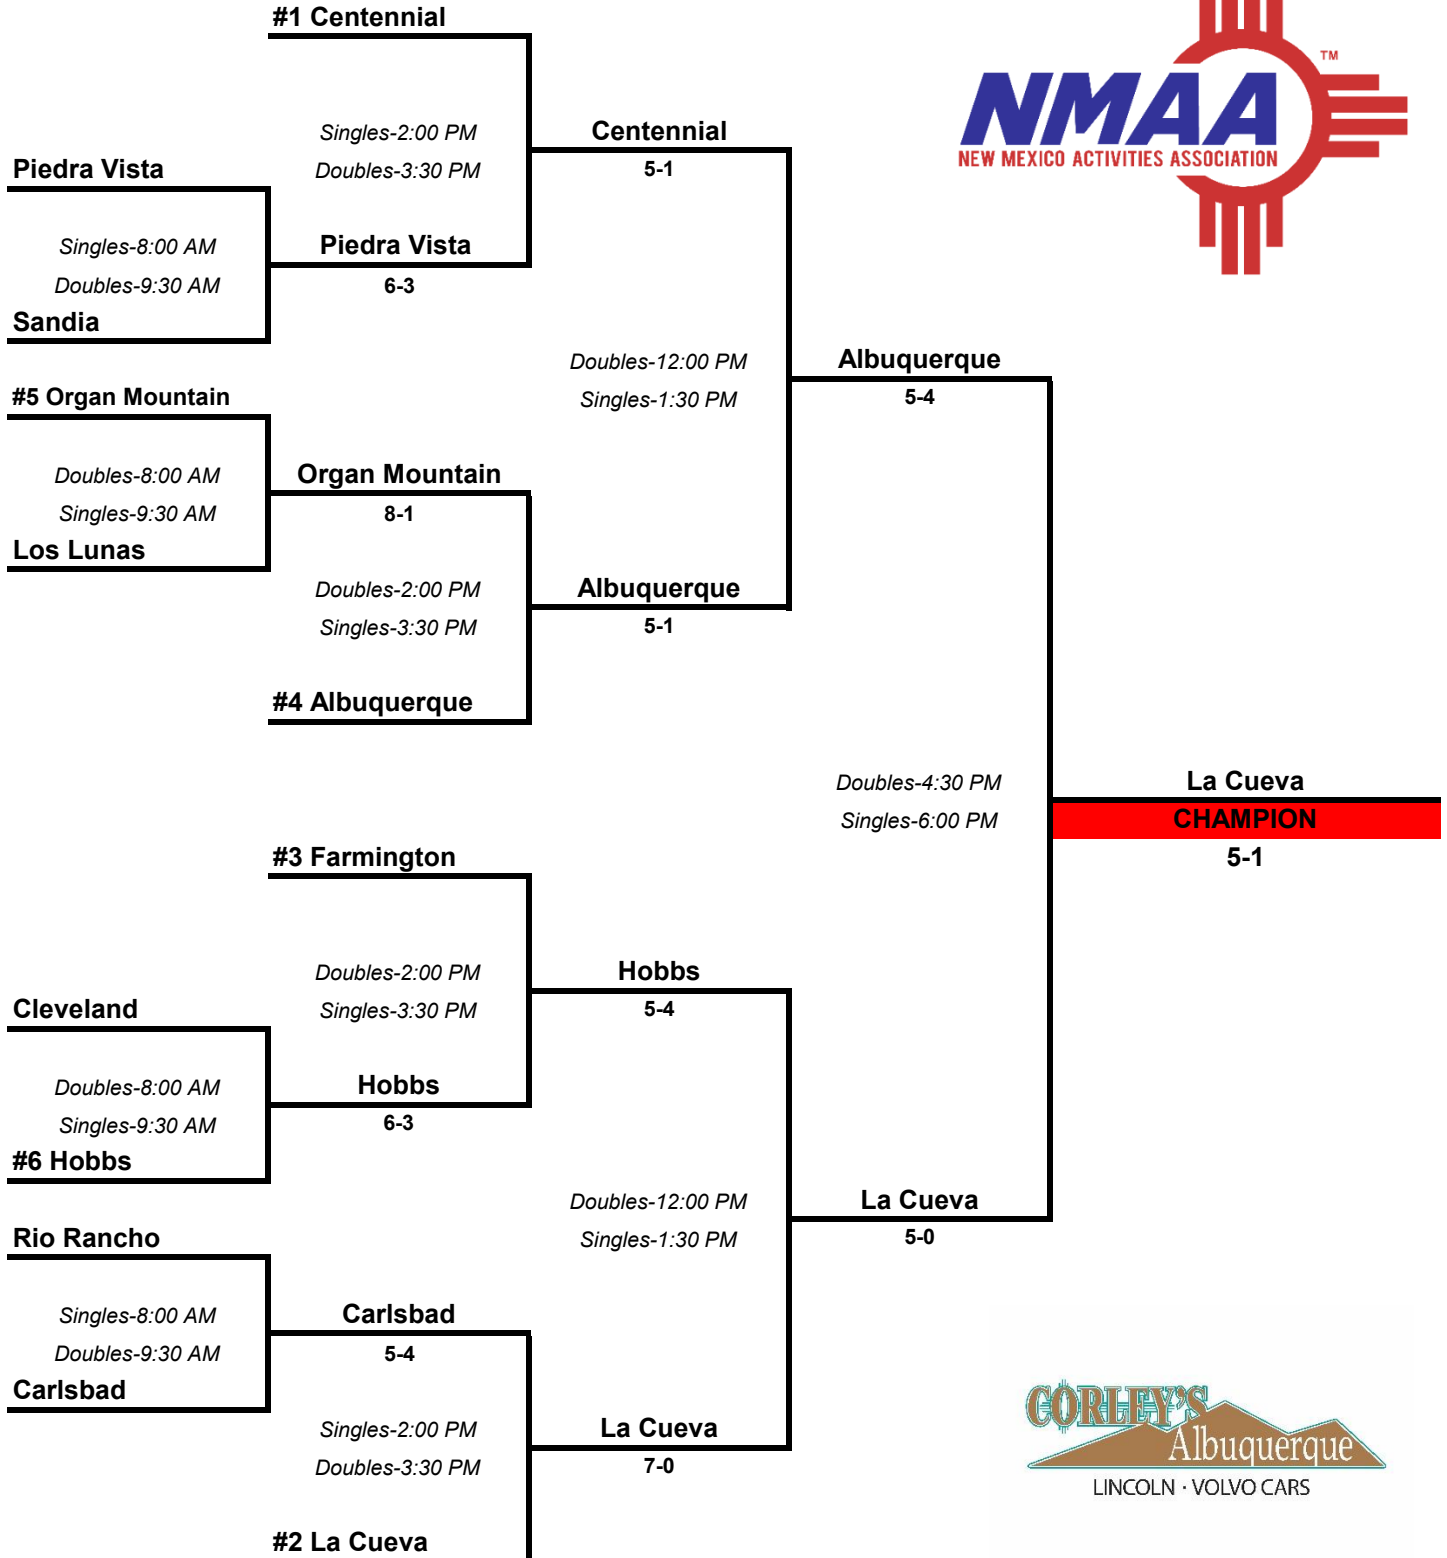 #1 Centennial
TM
NMAA
NEW MEXICO ACTIVITIES ASSOCIATION
Singles-2:00 PM
Doubles-3:30 PM
Centennial
5-1
Piedra Vista
Singles-8:00 AM
Doubles-9:30 AM
Sandia
Piedra Vista
6-3
Doubles-12:00 PM
Singles-1:30 PM
Albuquerque
5-4
#5 Organ Mountain
Doubles-8:00 AM
Singles-9:30 AM
Los Lunas
Organ Mountain
8-1
Doubles-2:00 PM
Singles-3:30 PM
Albuquerque
5-1
#4 Albuquerque
Doubles-4:30 PM
Singles-6:00 PM
La Cueva
CHAMPION
5-1
#3 Farmington
Doubles-2:00 PM
Singles-3:30 PM
Hobbs
5-4
Cleveland
Doubles-8:00 AM
Singles-9:30 AM
#6 Hobbs
Hobbs
6-3
Doubles-12:00 PM
Singles-1:30 PM
La Cueva
5-0
Rio Rancho
Singles-8:00 AM
Doubles-9:30 AM
Carlsbad
Carlsbad
5-4
Singles-2:00 PM
Doubles-3:30 PM
La Cueva
7-0
#2 La Cueva
CORLEY'S
Albuquerque
LINCOLN · VOLVO CARS